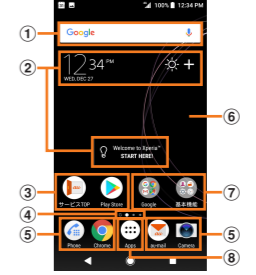 100% 12:34 PM
① Google
② 12 34 PM
WED, DEC 27
⑥
Welcome to Xperia™
START HERE!
③ サービスTOP Play Store Google 基本機能 ⑦
④
⑤ Phone Chrome Apps au-mail Camera ⑤
⑧